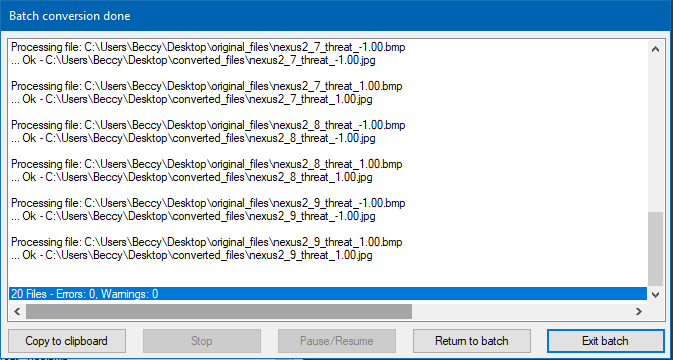 Batch conversion done
Processing file: C:\Users\Beccy\Desktop\original_files\nexus2_7_threat_-1.00.bmp
... Ok - C:\Users\Beccy\Desktop\converted_files\nexus2_7_threat_-1.00.jpg
Processing file: C:\Users\Beccy\Desktop\original_files\nexus2_7_threat_1.00.bmp
... Ok - C:\Users\Beccy\Desktop\converted_files\nexus2_7_threat_1.00.jpg
Processing file: C:\Users\Beccy\Desktop\original_files\nexus2_8_threat_-1.00.bmp
... Ok - C:\Users\Beccy\Desktop\converted_files\nexus2_8_threat_-1.00.jpg
Processing file: C:\Users\Beccy\Desktop\original_files\nexus2_8_threat_1.00.bmp
... Ok - C:\Users\Beccy\Desktop\converted_files\nexus2_8_threat_1.00.jpg
Processing file: C:\Users\Beccy\Desktop\original_files\nexus2_9_threat_-1.00.bmp
... Ok - C:\Users\Beccy\Desktop\converted_files\nexus2_9_threat_-1.00.jpg
Processing file: C:\Users\Beccy\Desktop\original_files\nexus2_9_threat_1.00.bmp
... Ok - C:\Users\Beccy\Desktop\converted_files\nexus2_9_threat_1.00.jpg
20 Files - Errors: 0, Warnings: 0
Copy to clipboard Stop Pause/Resume Return to batch Exit batch